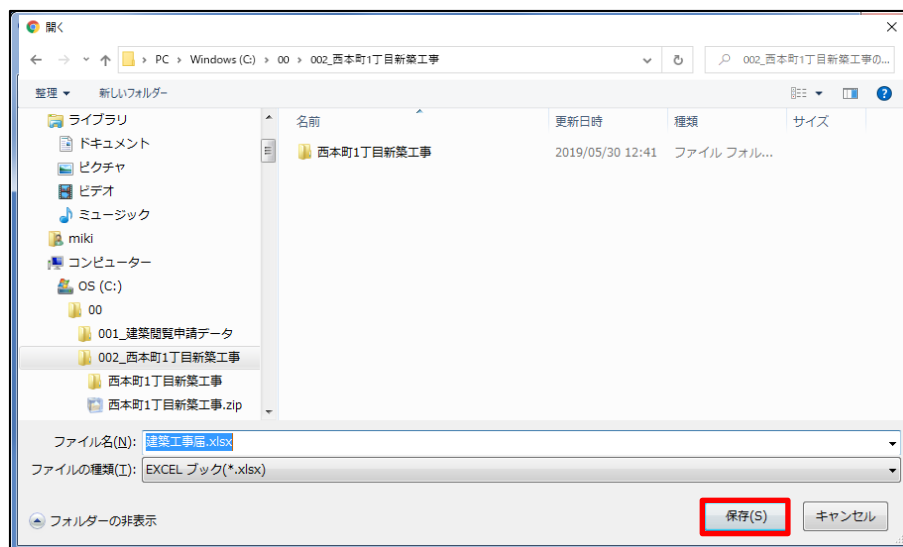 開く
PC › Windows (C:) › 00 › 002_西本町1丁目新築工事
002_西本町1丁目新築工事の...
整理 ▼ 新しいフォルダー
ライブラリ
ドキュメント
ピクチャ
ビデオ
ミュージック
miki
コンピューター
OS (C:)
00
001_建築閲覧申請データ
002_西本町1丁目新築工事
西本町1丁目新築工事
西本町1丁目新築工事.zip
名前 更新日時 種類 サイズ
西本町1丁目新築工事 2019/05/30 12:41 ファイル フォル...
ファイル名(N): 建築工事届.xlsx
ファイルの種類(T): EXCEL ブック(*.xlsx)
フォルダーの非表示 保存(S) キャンセル